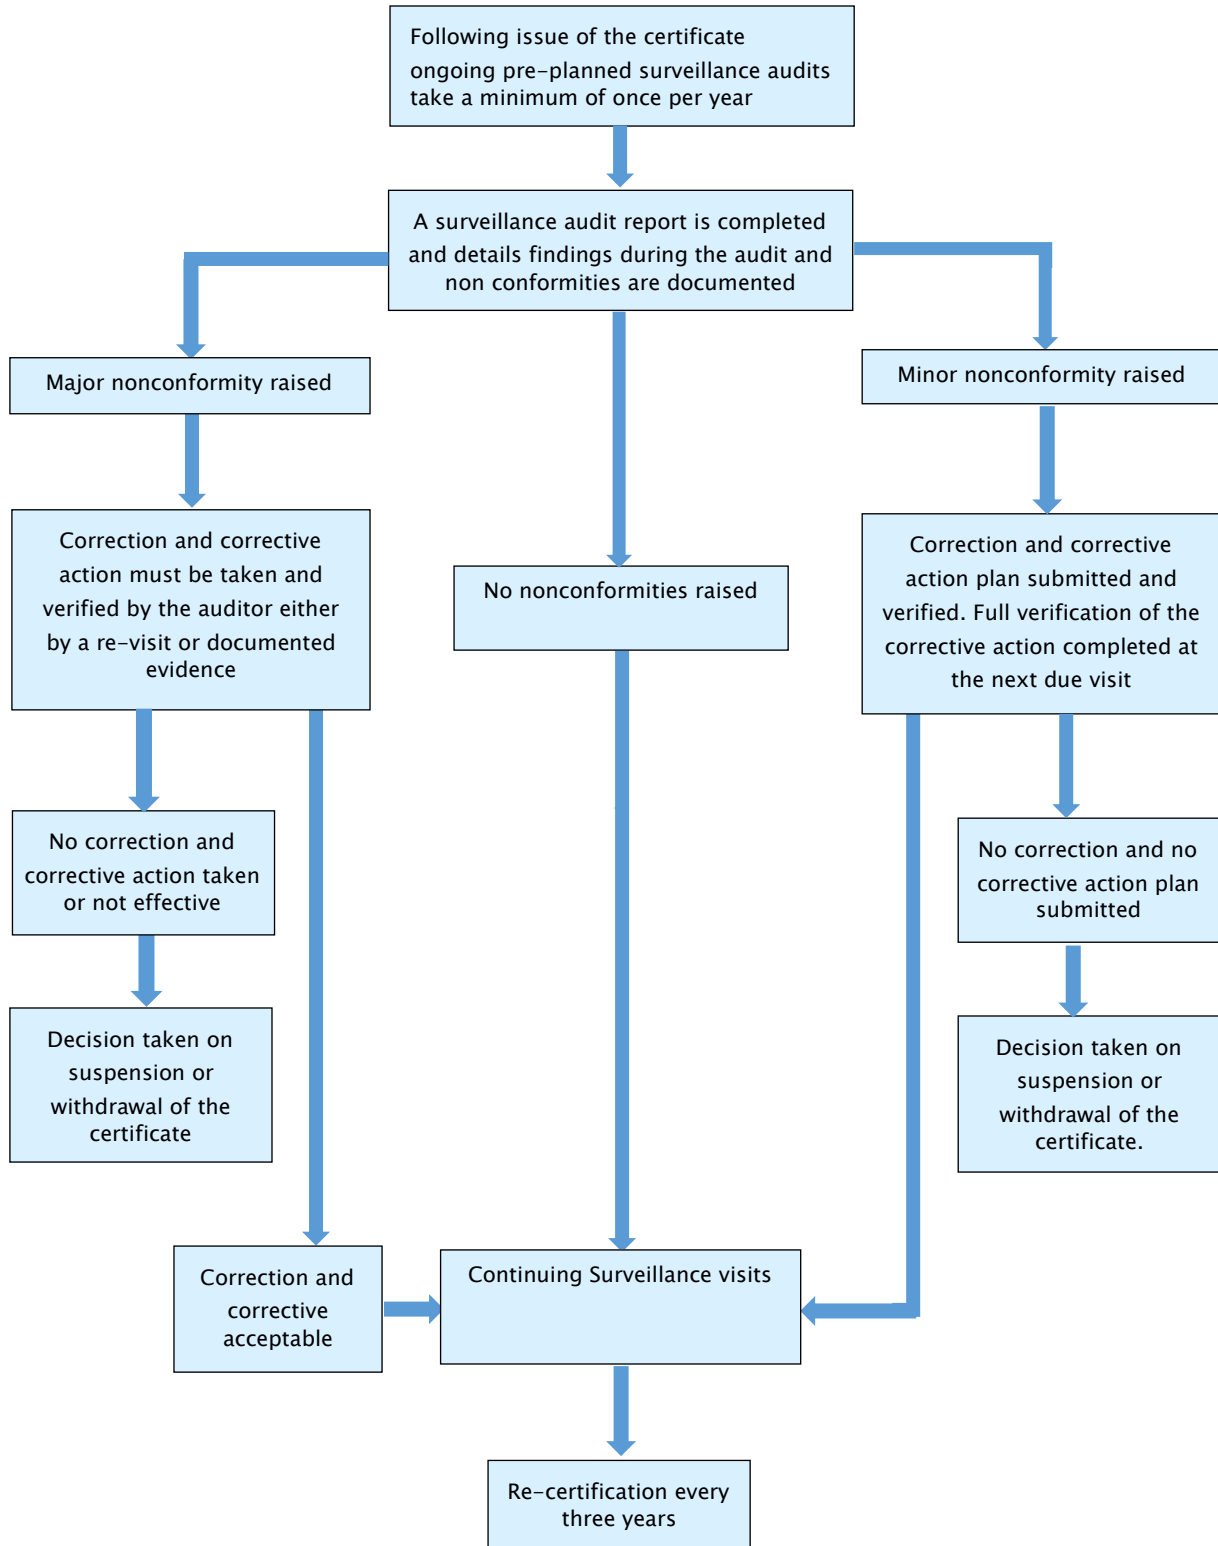 Following issue of the certificate
ongoing pre-planned surveillance audits
take a minimum of once per year
A surveillance audit report is completed
and details findings during the audit and
non conformities are documented
Major nonconformity raised
Minor nonconformity raised
Correction and corrective
action must be taken and
verified by the auditor either
by a re-visit or documented
evidence
No nonconformities raised
Correction and corrective
action plan submitted and
verified. Full verification of the
corrective action completed at
the next due visit
No correction and
corrective action taken
or not effective
No correction and no
corrective action plan
submitted
Decision taken on
suspension or
withdrawal of the
certificate
Decision taken on
suspension or
withdrawal of the
certificate.
Correction and
corrective
acceptable
Continuing Surveillance visits
Re-certification every
three years